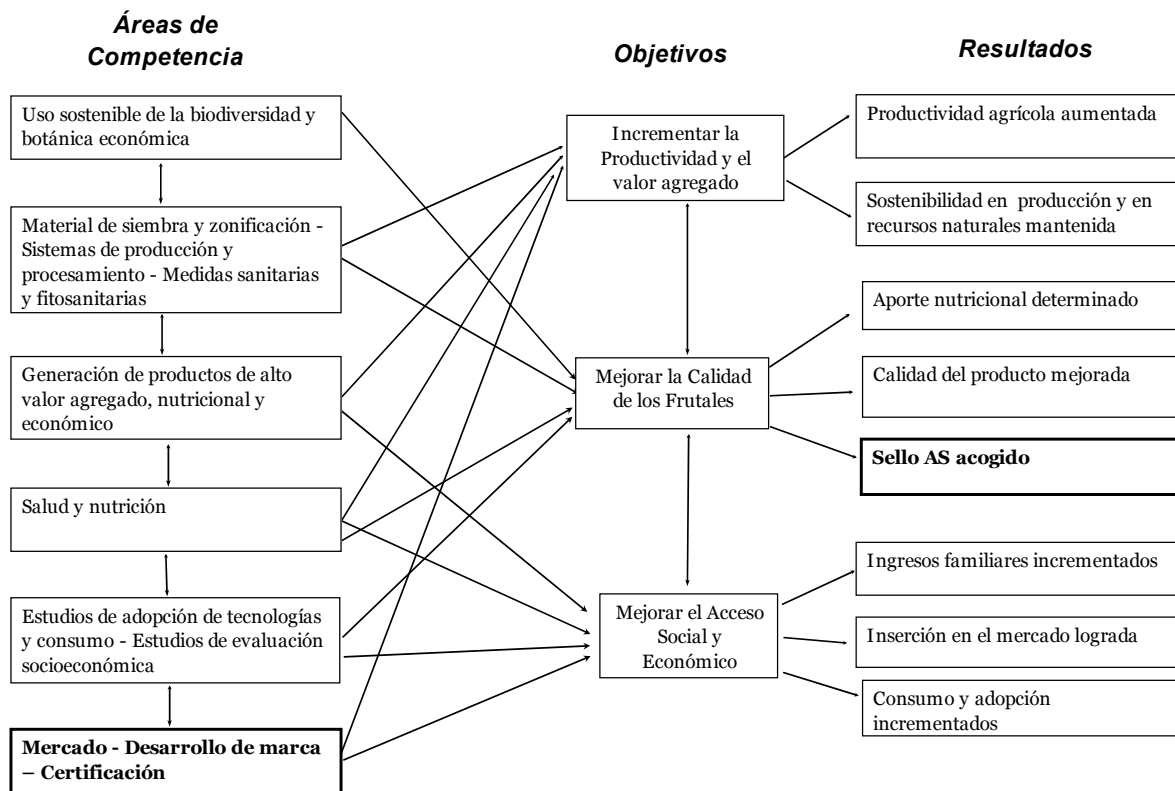 Áreas de
Competencia
Objetivos
Resultados
Uso sostenible de la biodiversidad y
botánica económica
Material de siembra y zonificación -
Sistemas de producción y
procesamiento - Medidas sanitarias
y fitosanitarias
Generación de productos de alto
valor agregado, nutricional y
económico
Salud y nutrición
Estudios de adopción de tecnologías
y consumo - Estudios de evaluación
socioeconómica
Mercado - Desarrollo de marca
– Certificación
Incrementar la
Productividad y el
valor agregado
Mejorar la Calidad
de los Frutales
Mejorar el Acceso
Social y
Económico
Productividad agrícola aumentada
Sostenibilidad en producción y en
recursos naturales mantenida
Aporte nutricional determinado
Calidad del producto mejorada
Sello AS acogido
Ingresos familiares incrementados
Inserción en el mercado lograda
Consumo y adopción
incrementados